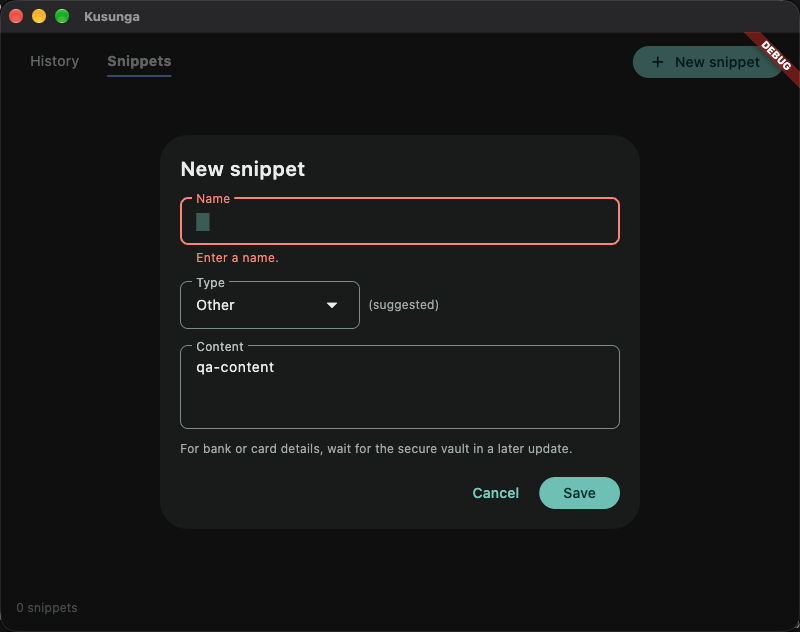 Kusunga
History
Snippets
+ New snippet
DEBUG
New snippet
Name
Enter a name.
Type
Other
(suggested)
Content
qa-content
For bank or card details, wait for the secure vault in a later update.
Cancel
Save
0 snippets